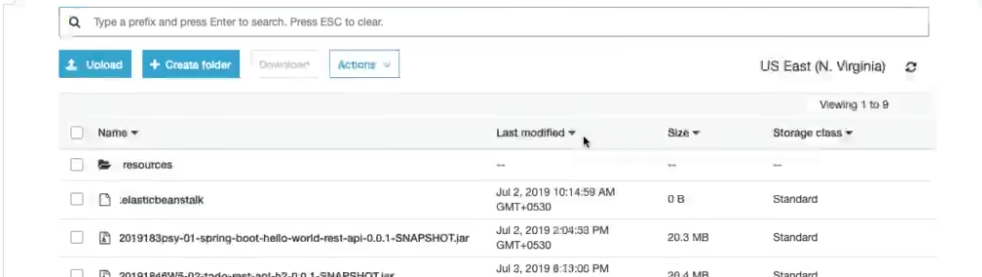 Type a prefix and press Enter to search. Press ESC to clear.
Upload + Create folder Download Actions US East (N. Virginia)
Viewing 1 to 9
Name Last modified Size Storage class
resources -- -- --
.elasticbeanstalk Jul 2, 2019 10:14:59 AM GMT+0530 0 B Standard
2019183psy-01-spring-boot-hello-world-rest-api-0.0.1-SNAPSHOT.jar Jul 2, 2019 2:04:33 PM GMT+0530 20.3 MB Standard
Jul 3, 2019 6:13:00 PM 20.4 MB Standard